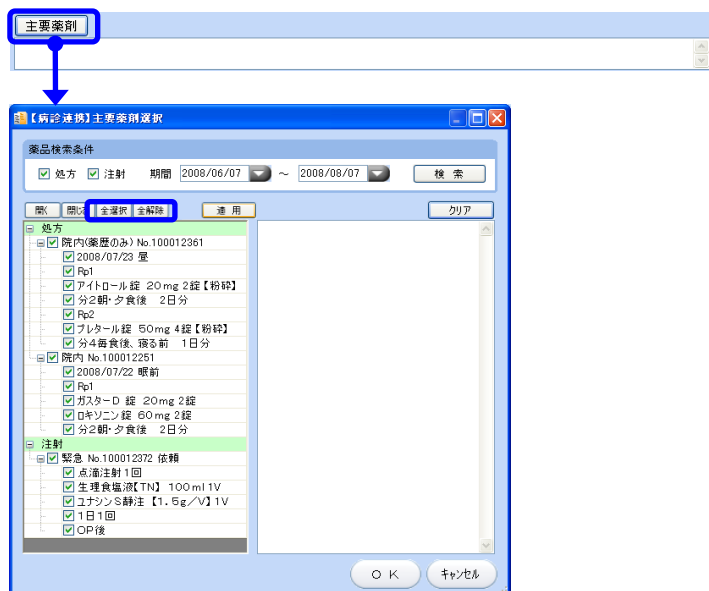 主要薬剤
【病診連携】主要薬剤選択
薬品検索条件
処方 注射 期間 2008/06/07 ～ 2008/08/07 検 索
開く 閉じる 全選択 全解除 適 用 クリア
処方
院内(薬歴のみ) No.100012361
2008/07/23 昼
Rp1
アイトロール錠 20mg 2錠【粉砕】
分2朝・夕食後 2日分
Rp2
プレタール錠 50mg 4錠【粉砕】
分4毎食後、寝る前 1日分
院内 No.100012251
2008/07/22 眠前
Rp1
ガスターD 錠 20mg 2錠
ロキソニン錠 60mg 2錠
分2朝・夕食後 2日分
注射
緊急 No.100012372 依頼
点滴注射1回
生理食塩液【TN】 100ml 1V
ユナシンS静注 【1.5g/V】 1V
1日1回
OP後
OK キャンセル